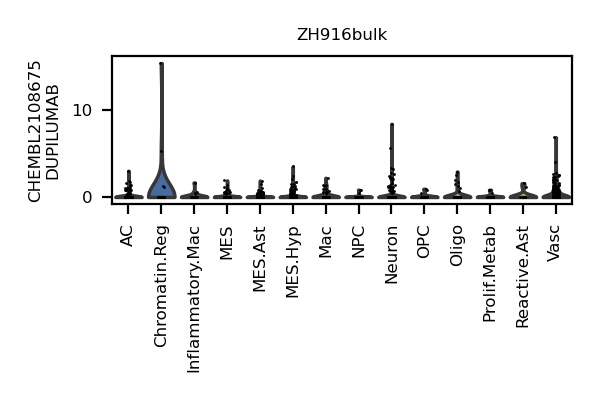 ZH916bulk
CHEMBL2108675
DUPILUMAB
10
0
AC
Chromatin.Reg
Inflammatory.Mac
MES
MES.Ast
MES.Hyp
Mac
NPC
Neuron
OPC
Oligo
Prolif.Metab
Reactive.Ast
Vasc